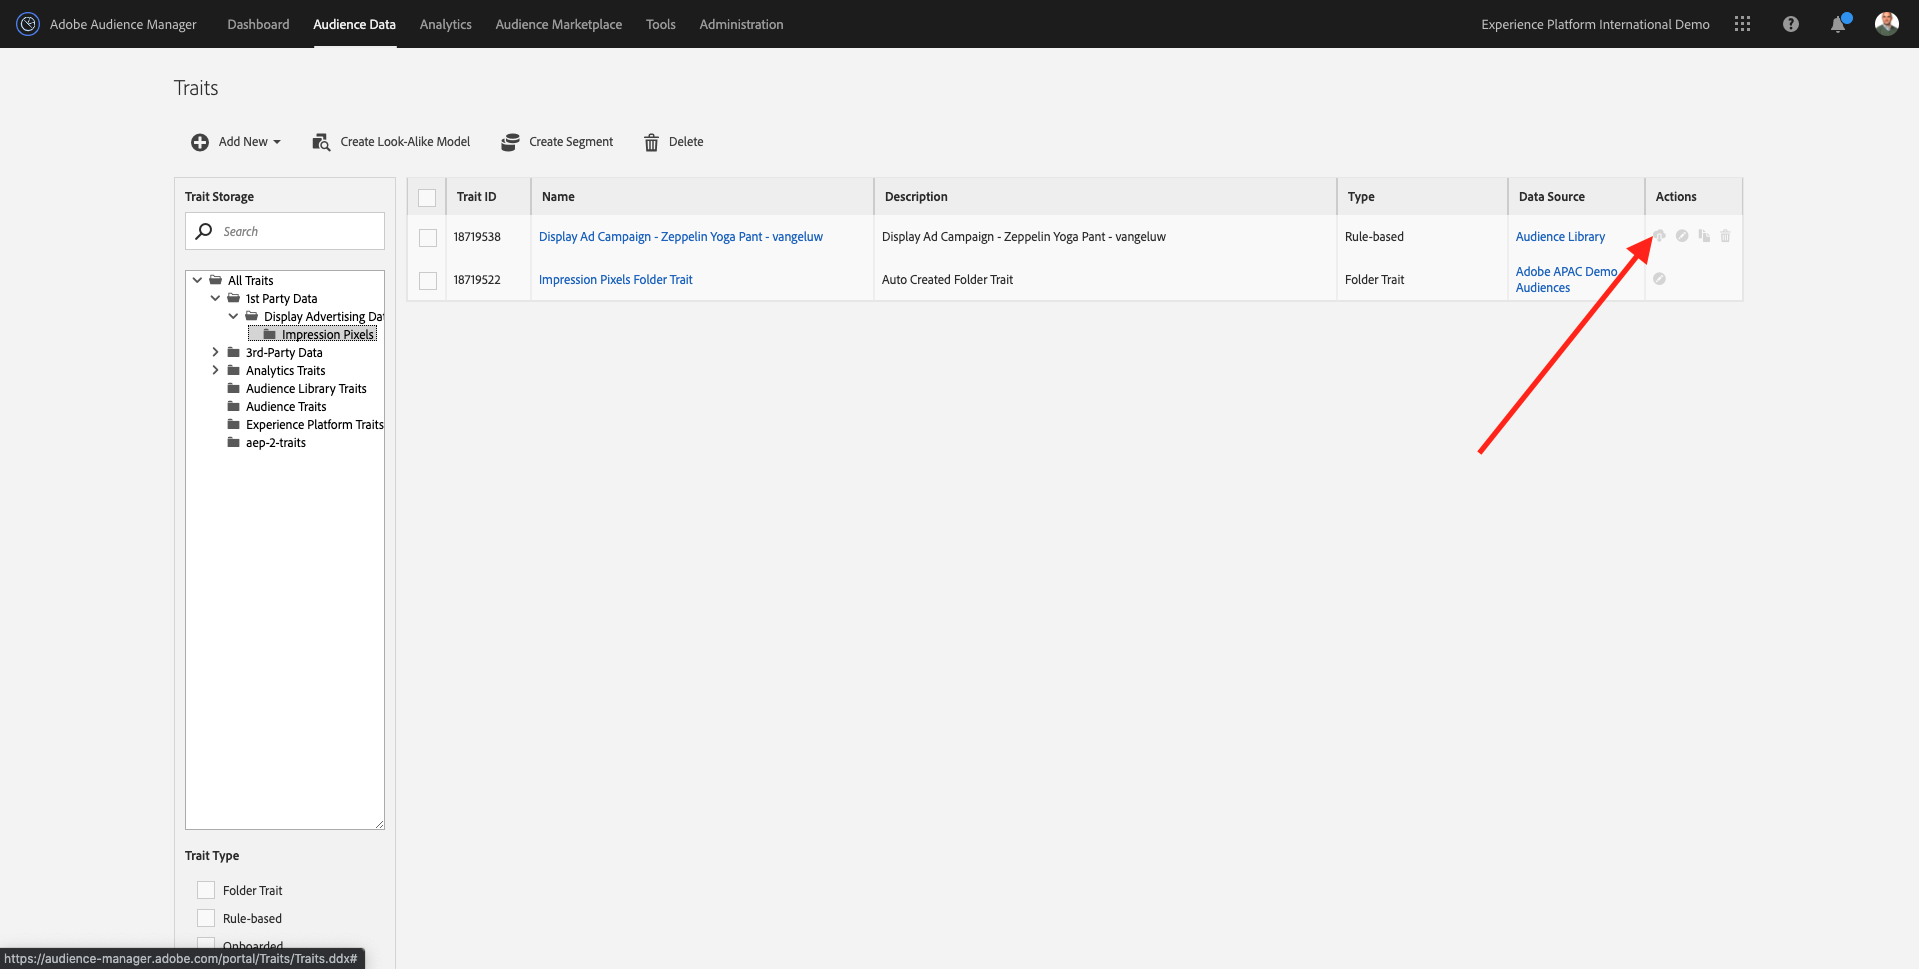 Adobe Audience Manager Dashboard Audience Data Analytics Audience Marketplace Tools Administration Experience Platform International Demo
Traits
Add New Create Look-Alike Model Create Segment Delete
Trait Storage
Search
All Traits
1st Party Data
Display Advertising Dat
Impression Pixels
3rd-Party Data
Analytics Traits
Audience Library Traits
Audience Traits
Experience Platform Traits
aep-2-traits
Trait ID Name Description Type Data Source Actions
18719538 Display Ad Campaign - Zeppelin Yoga Pant - vangeluw Display Ad Campaign - Zeppelin Yoga Pant - vangeluw Rule-based Audience Library
18719522 Impression Pixels Folder Trait Auto Created Folder Trait Folder Trait Adobe APAC Demo
Audiences
Trait Type
Folder Trait
Rule-based
Onboarded
https://audience-manager.adobe.com/portal/Traits/Traits.ddx#